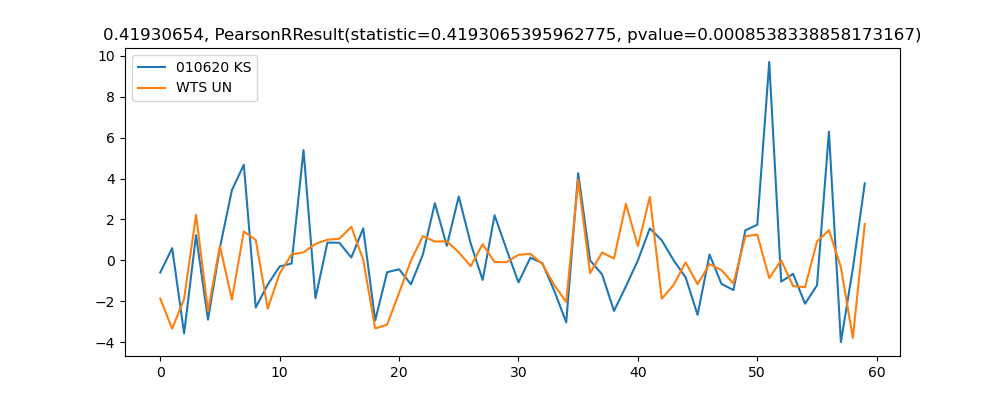 0.41930654, PearsonRResult(statistic=0.4193065395962775, pvalue=0.0008538338858173167)
010620 KS
WTS UN
10
8
6
4
2
0
−2
−4
0 10 20 30 40 50 60